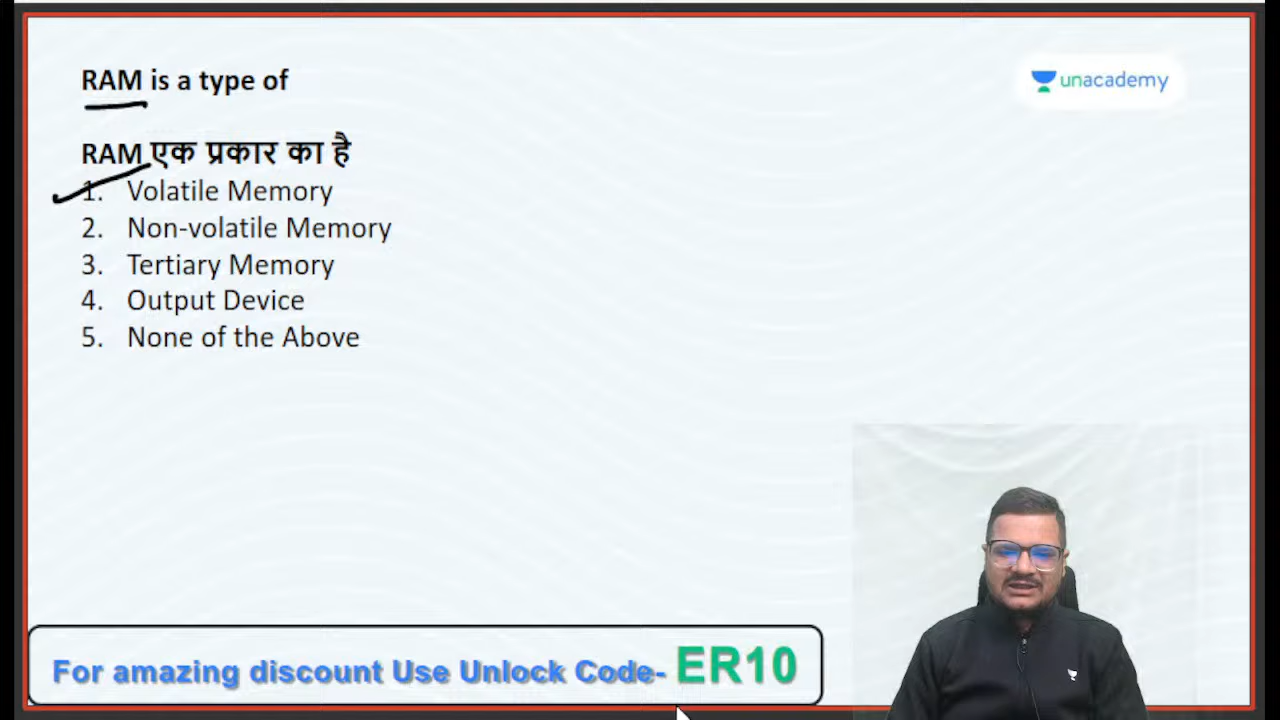 RAM is a type of
unacademy
RAM एक प्रकार का है
1. Volatile Memory
2. Non-volatile Memory
3. Tertiary Memory
4. Output Device
5. None of the Above
For amazing discount Use Unlock Code- ER10